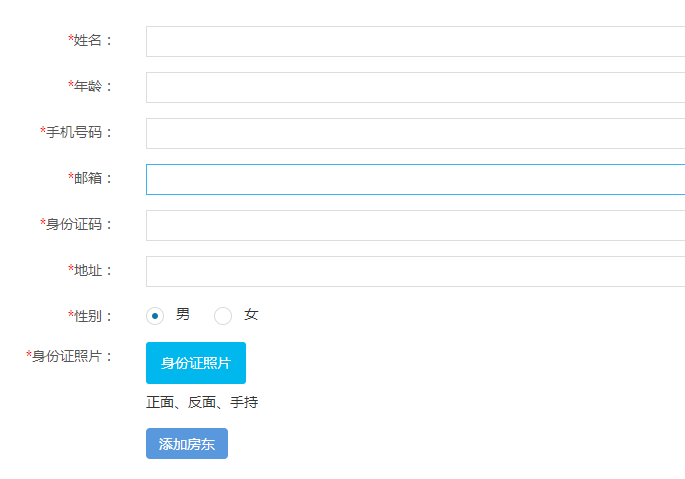 *姓名：
*年龄：
*手机号码：
*邮箱：
*身份证码：
*地址：
*性别： 男 女
*身份证照片： 身份证照片
正面、反面、手持
添加房东